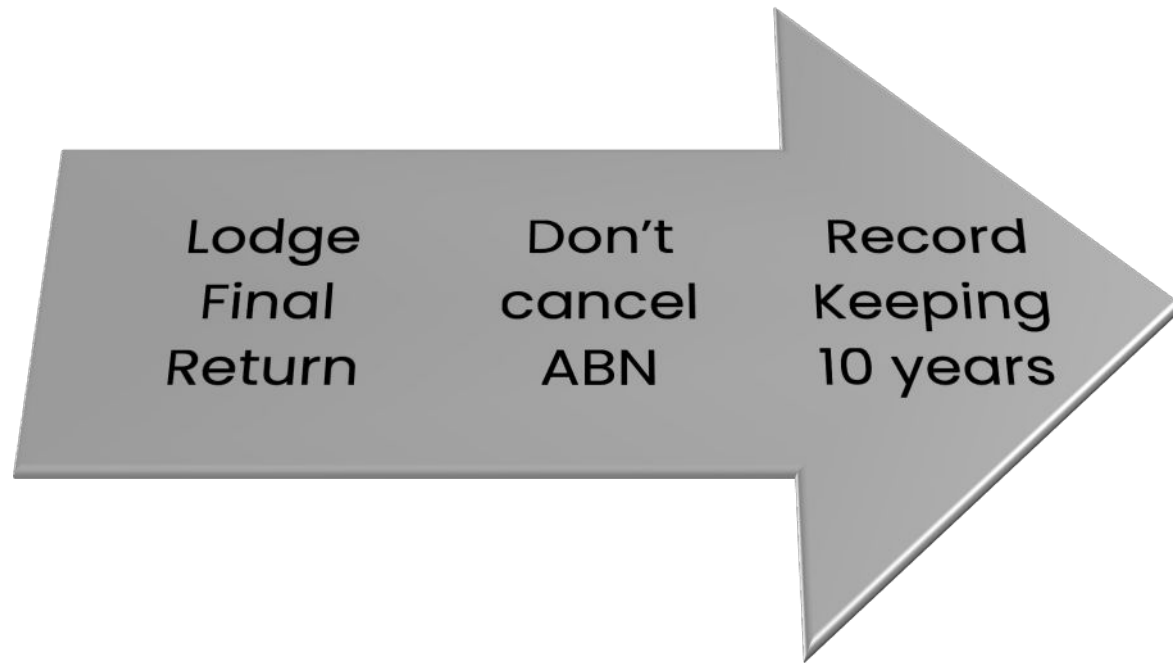 Lodge
Final
Return
Don’t
cancel
ABN
Record
Keeping
10 years